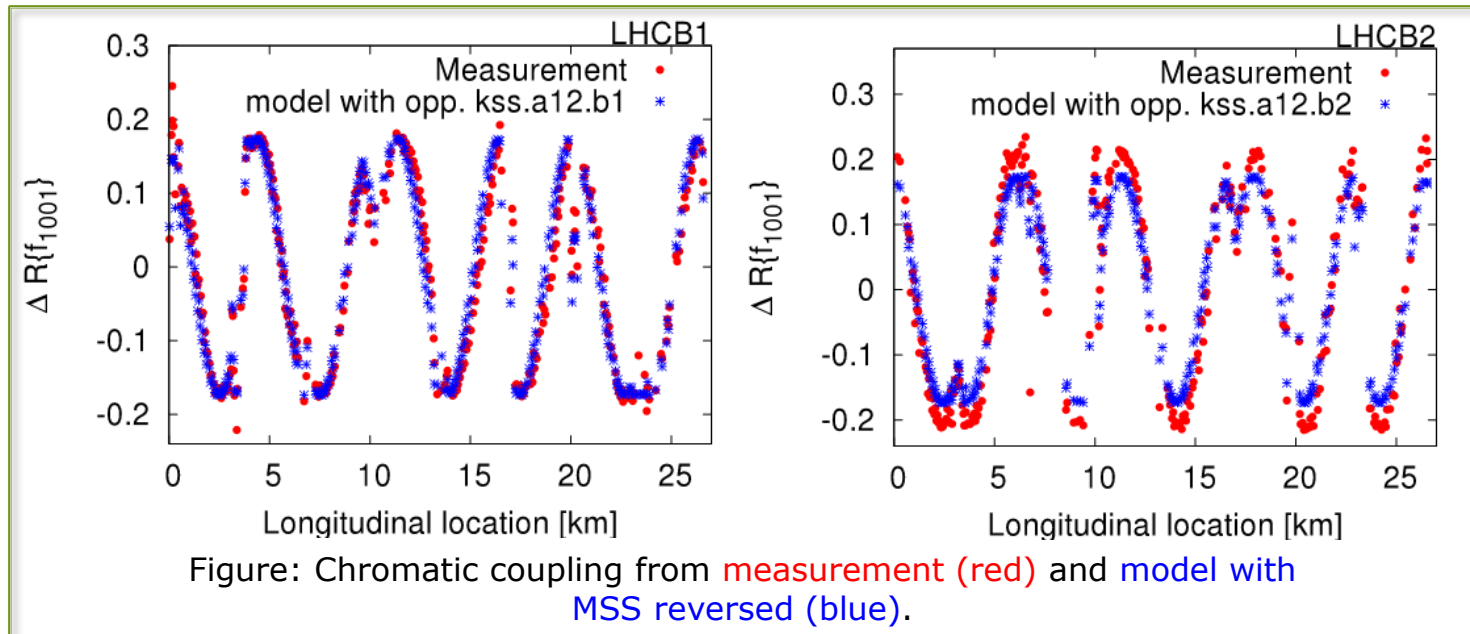 LHCB1
Measurement
model with opp. kss.a12.b1
0.3
0.2
0.1
0
-0.1
-0.2
Δ R{f1001}
0 5 10 15 20 25
Longitudinal location [km]
LHCB2
Measurement
model with opp. kss.a12.b2
0.3
0.2
0.1
0
-0.1
-0.2
Δ R{f1001}
0 5 10 15 20 25
Longitudinal location [km]
Figure: Chromatic coupling from measurement (red) and model with
MSS reversed (blue).